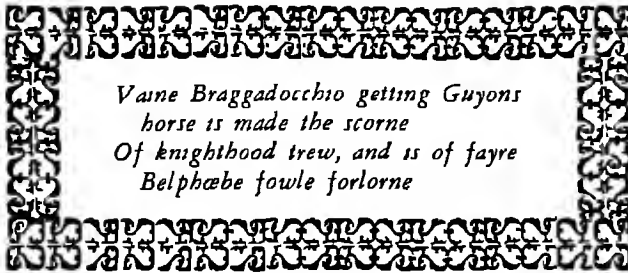 Vaine Braggadocchio getting Guyons
horse is made the scorne
Of knighthood trew, and is of fayre
Belphœbe fowle forlorne